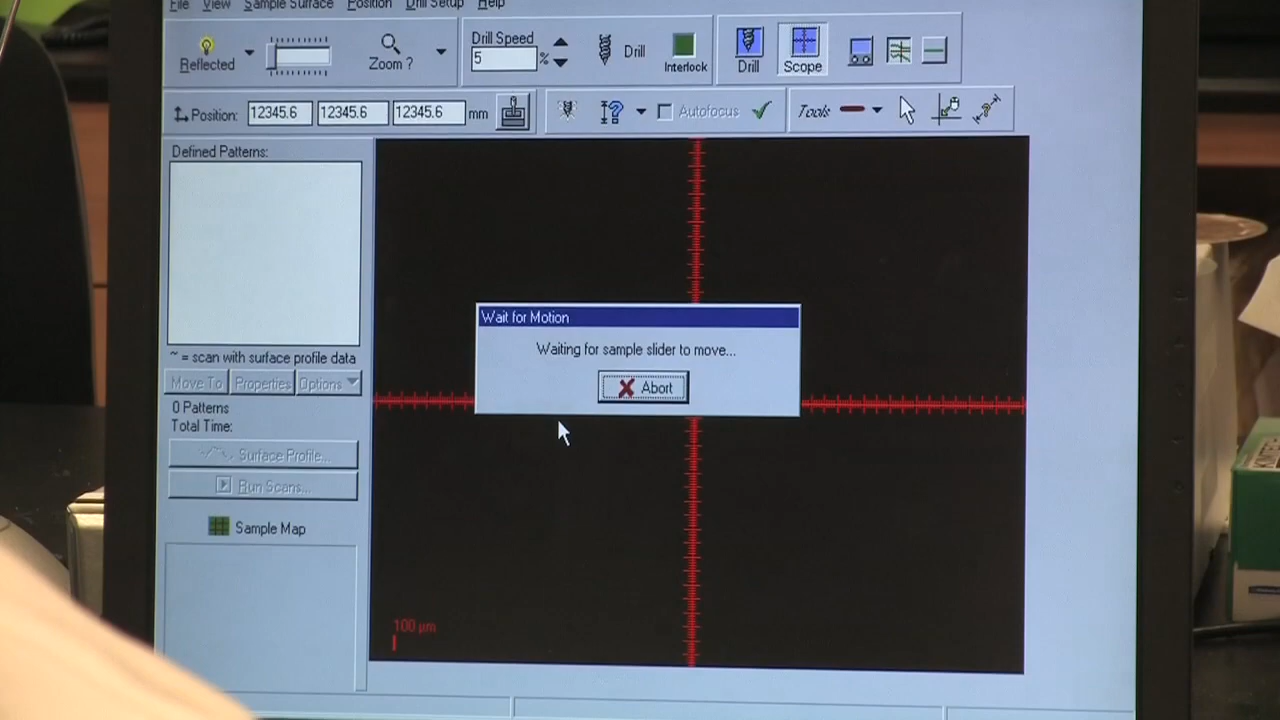 File View Sample Surface Position Drill Setup Help
Reflected
Zoom ?
Drill Speed
5 %
Drill
Interlock
Drill
Scope
Position: 12345.6 12345.6 12345.6 mm
Autofocus
Tools
Defined Patterns:
~ = scan with surface profile data
Move To Properties Options
0 Patterns
Total Time:
Surface Profile...
Run Scans...
Sample Map
Wait for Motion
Waiting for sample slider to move...
Abort
100 µm